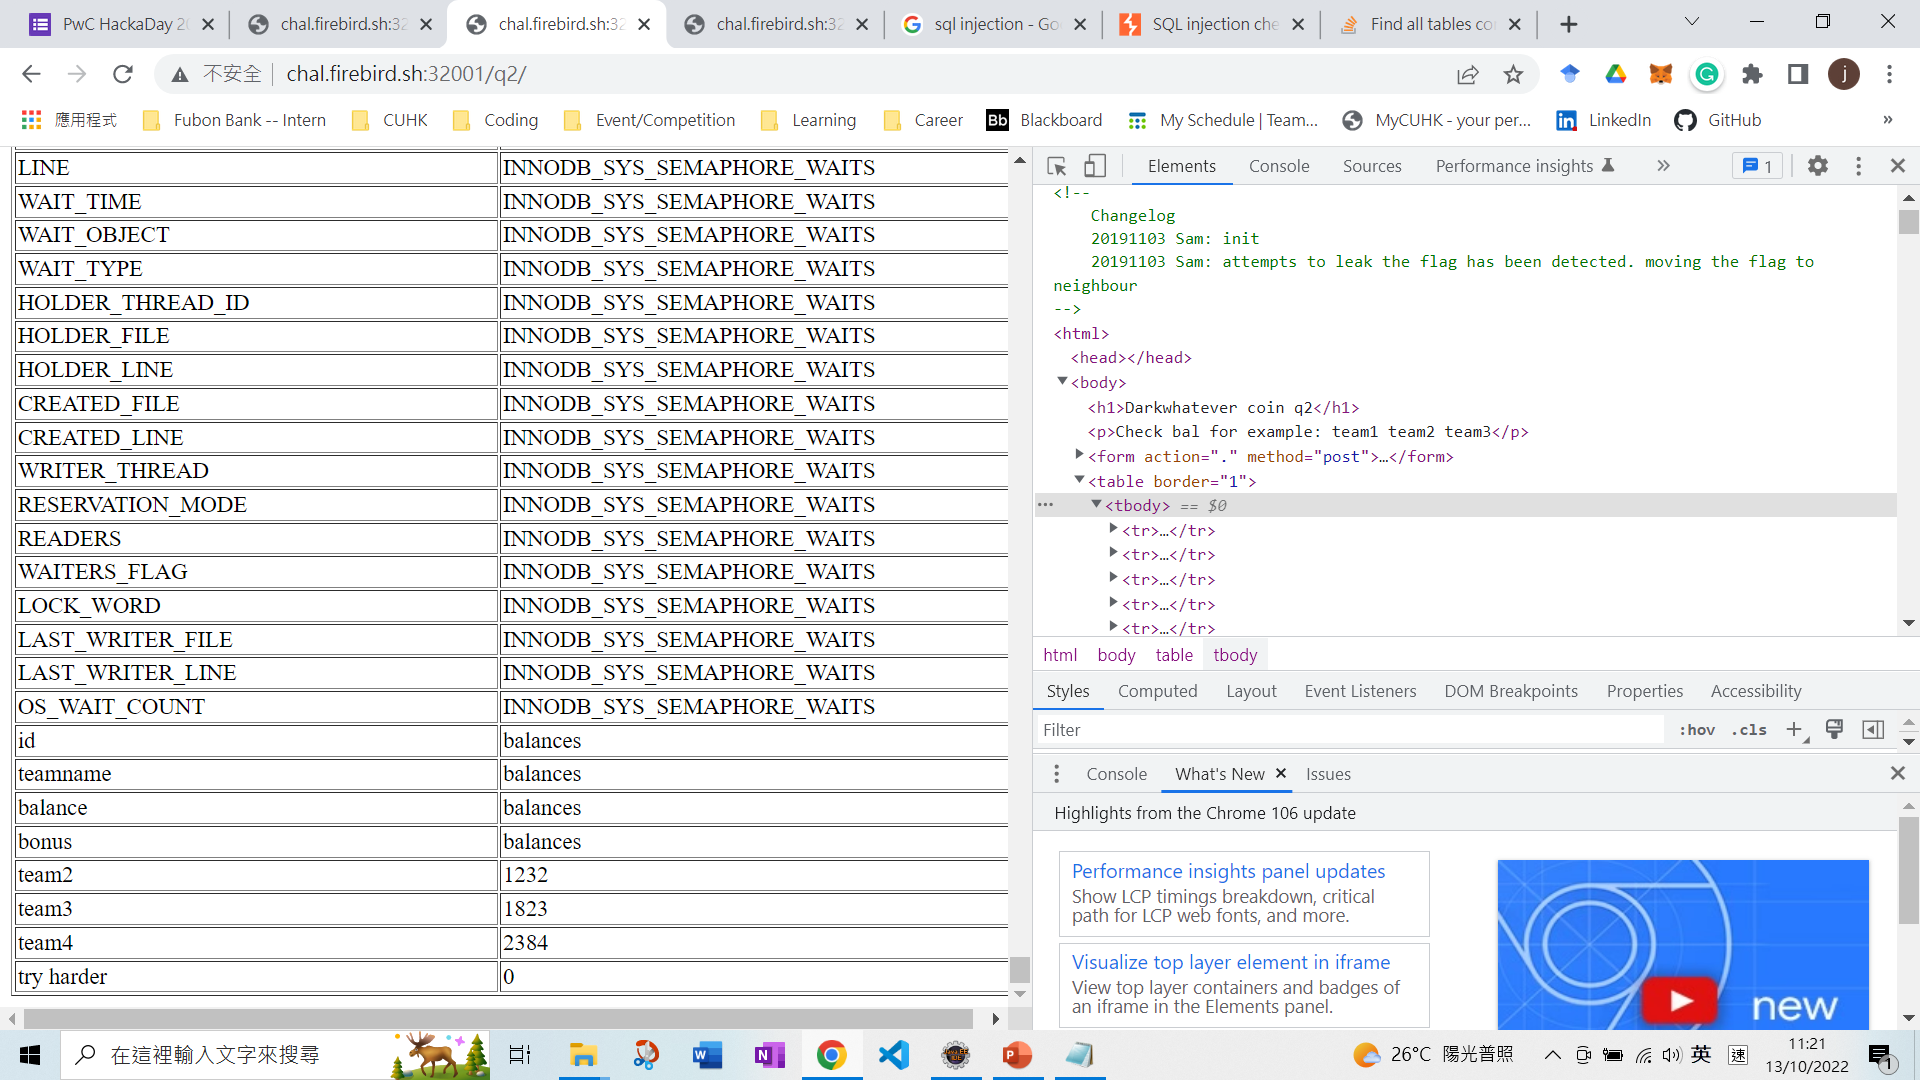 PwC HackaDay 20
chal.firebird.sh:32
chal.firebird.sh:32
chal.firebird.sh:32
sql injection - Go
SQL injection che
Find all tables co
不安全
chal.firebird.sh:32001/q2/
j
應用程式
Fubon Bank -- Intern
CUHK
Coding
Event/Competition
Learning
Career
Bb Blackboard
My Schedule | Team...
MyCUHK - your per...
LinkedIn
GitHub
»
LINE INNODB_SYS_SEMAPHORE_WAITS
WAIT_TIME INNODB_SYS_SEMAPHORE_WAITS
WAIT_OBJECT INNODB_SYS_SEMAPHORE_WAITS
WAIT_TYPE INNODB_SYS_SEMAPHORE_WAITS
HOLDER_THREAD_ID INNODB_SYS_SEMAPHORE_WAITS
HOLDER_FILE INNODB_SYS_SEMAPHORE_WAITS
HOLDER_LINE INNODB_SYS_SEMAPHORE_WAITS
CREATED_FILE INNODB_SYS_SEMAPHORE_WAITS
CREATED_LINE INNODB_SYS_SEMAPHORE_WAITS
WRITER_THREAD INNODB_SYS_SEMAPHORE_WAITS
RESERVATION_MODE INNODB_SYS_SEMAPHORE_WAITS
READERS INNODB_SYS_SEMAPHORE_WAITS
WAITERS_FLAG INNODB_SYS_SEMAPHORE_WAITS
LOCK_WORD INNODB_SYS_SEMAPHORE_WAITS
LAST_WRITER_FILE INNODB_SYS_SEMAPHORE_WAITS
LAST_WRITER_LINE INNODB_SYS_SEMAPHORE_WAITS
OS_WAIT_COUNT INNODB_SYS_SEMAPHORE_WAITS
id balances
teamname balances
balance balances
bonus balances
team2 1232
team3 1823
team4 2384
try harder 0
Elements Console Sources Performance insights » 1
<!--
Changelog
20191103 Sam: init
20191103 Sam: attempts to leak the flag has been detected. moving the flag to
neighbour
-->
<html>
<head></head>
<body>
<h1>Darkwhatever coin q2</h1>
<p>Check bal for example: team1 team2 team3</p>
<form action="." method="post">…</form>
<table border="1">
<tbody> == $0
<tr>…</tr>
<tr>…</tr>
<tr>…</tr>
<tr>…</tr>
<tr>…</tr>
html body table tbody
Styles Computed Layout Event Listeners DOM Breakpoints Properties Accessibility
Filter :hov .cls
Console What's New Issues
Highlights from the Chrome 106 update
Performance insights panel updates
Show LCP timings breakdown, critical
path for LCP web fonts, and more.
Visualize top layer element in iframe
View top layer containers and badges of
an iframe in the Elements panel.
new
在這裡輸入文字來搜尋
26°C 陽光普照
英
速
11:21
13/10/2022
1